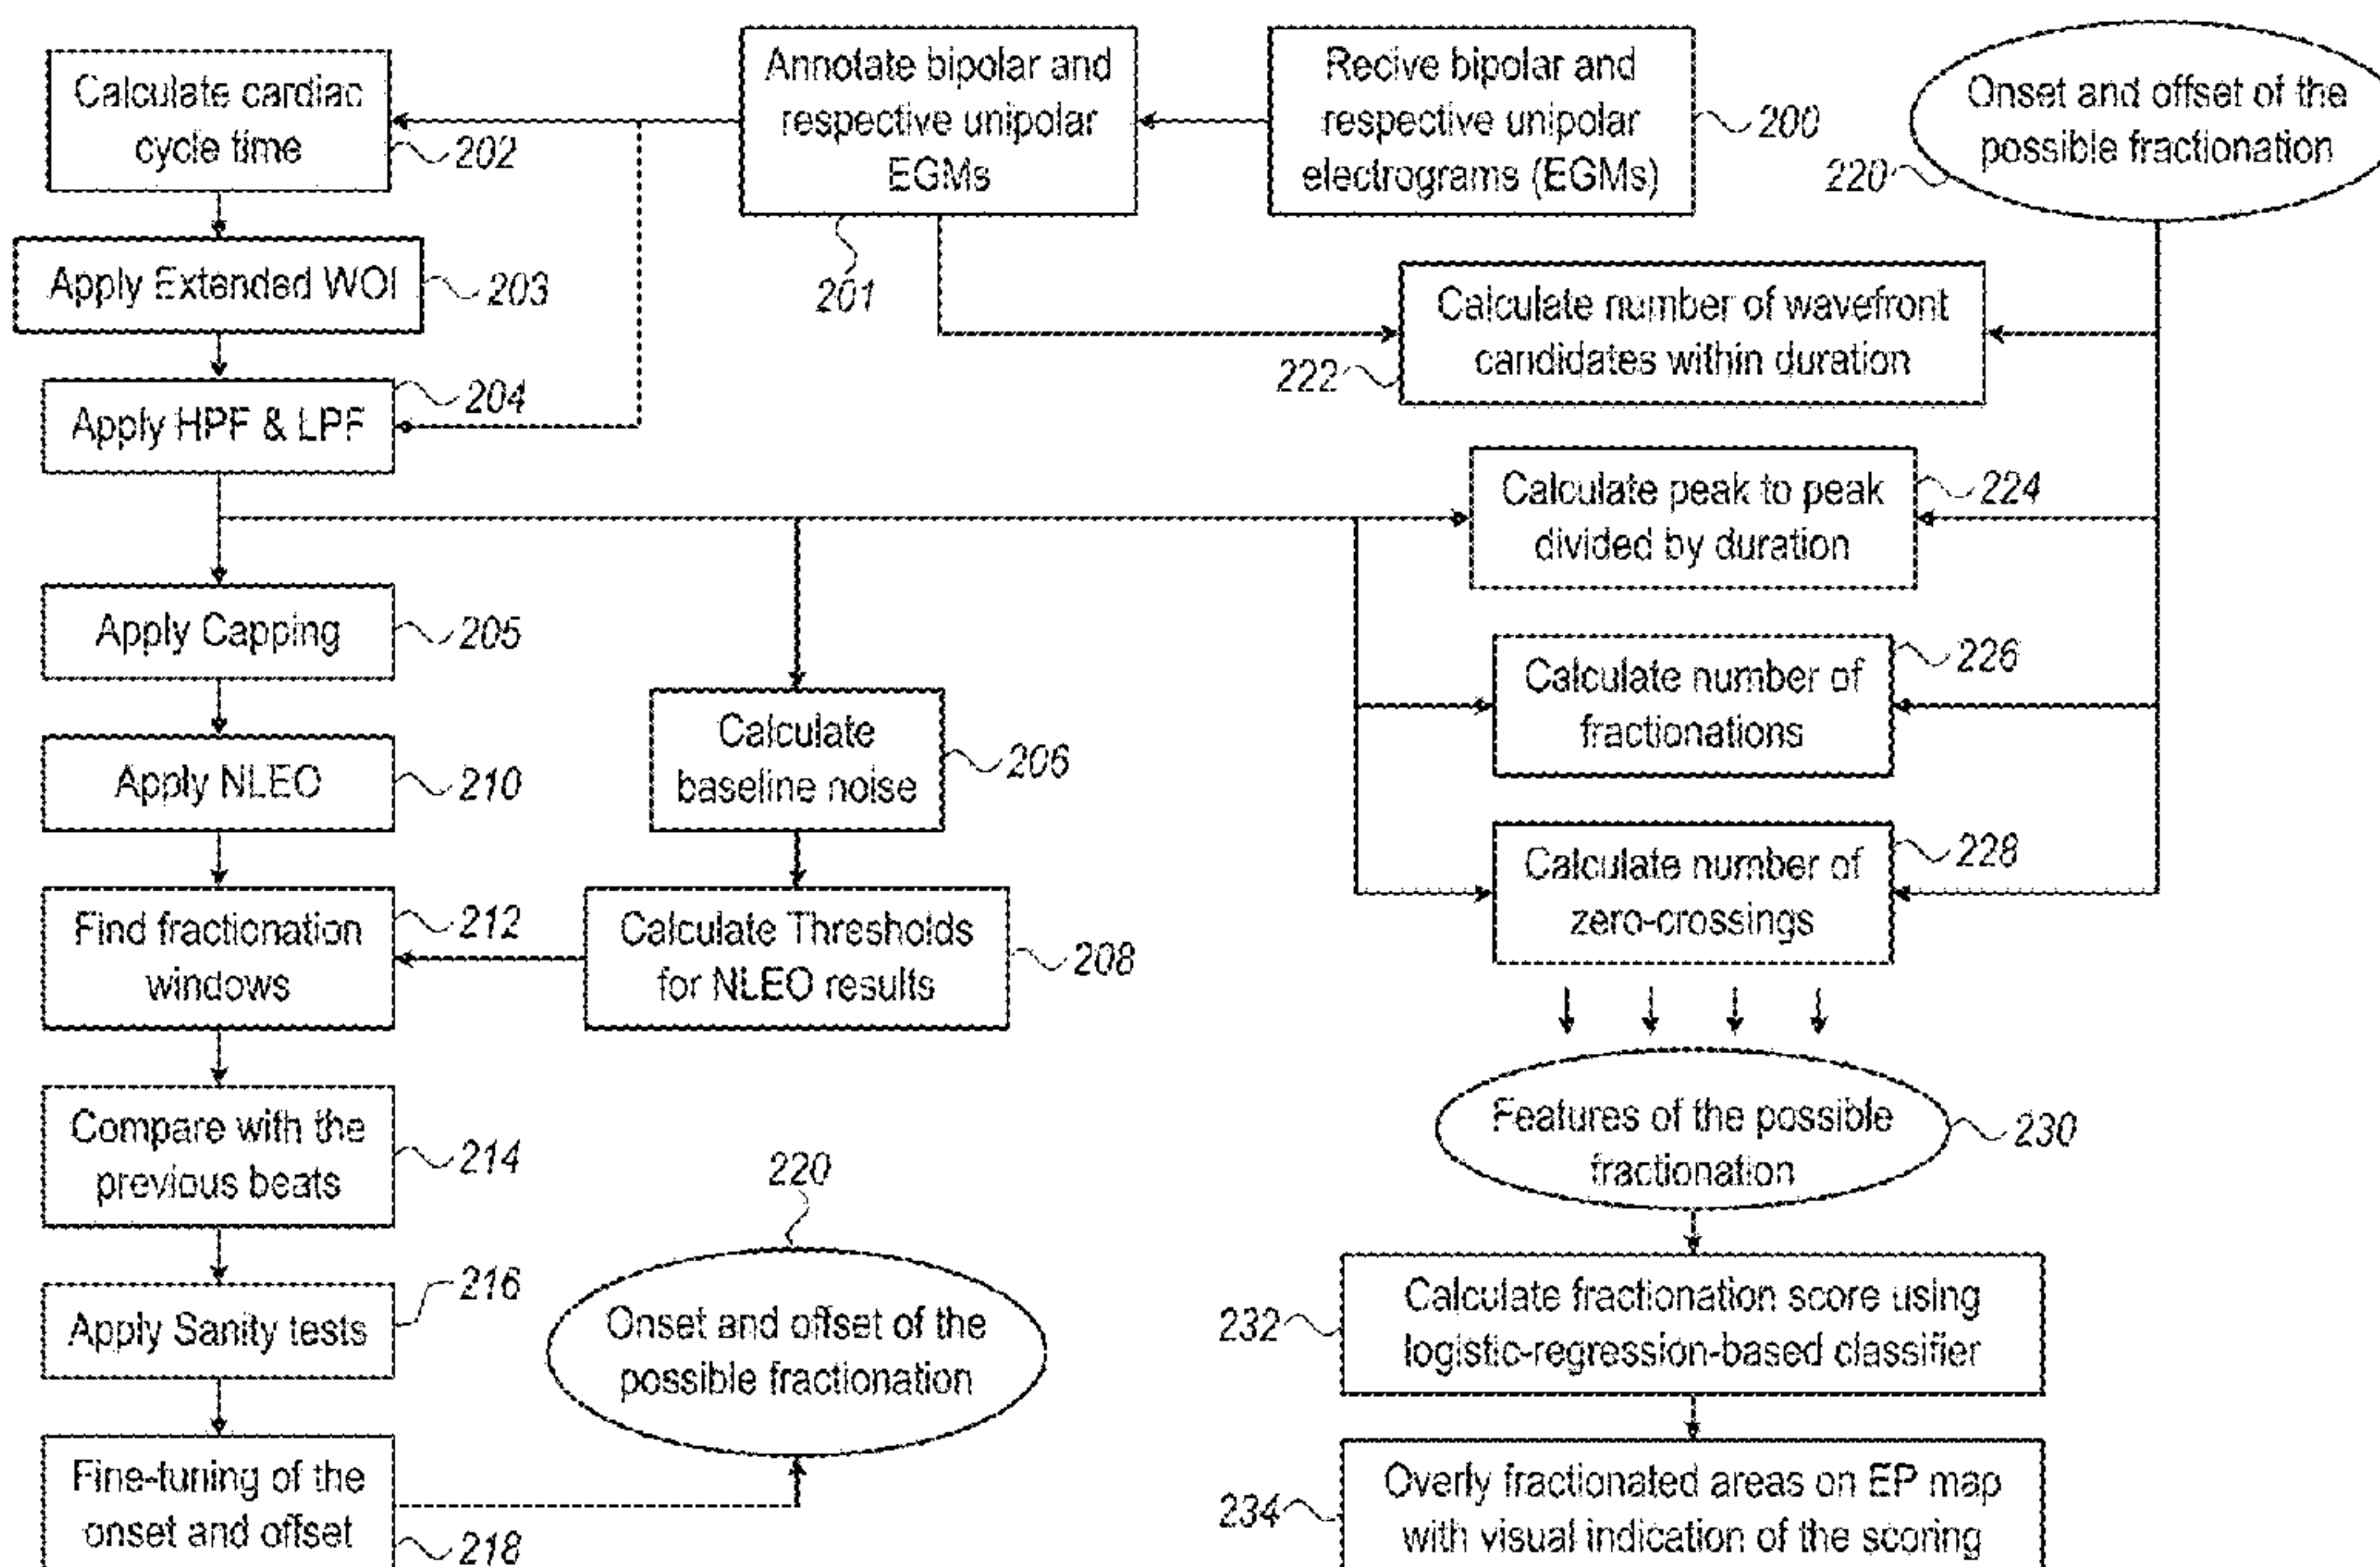 Calculate cardiac
cycle time
202
Annotate bipolar and
respective unipolar
EGMs
201
Recive bipolar and
respective unipolar
electrograms (EGMs)
200
Onset and offset of the
possible fractionation
220
Apply Extended WOI
203
Calculate number of wavefront
candidates within duration
222
Apply HPF & LPF
204
Calculate peak to peak
divided by duration
224
Apply Capping
205
Calculate number of
fractionations
226
Calculate
baseline noise
206
Apply NLEO
210
Calculate number of
zero-crossings
228
Find fractionation
windows
212
Calculate Thresholds
for NLEO results
208
Compare with the
previous beats
214
Features of the possible
fractionation
230
220
Onset and offset of the
possible fractionation
Apply Sanity tests
216
Calculate fractionation score using
logistic-regression-based classifier
232
Fine-tuning of the
onset and offset
218
Overly fractionated areas on EP map
with visual indication of the scoring
234